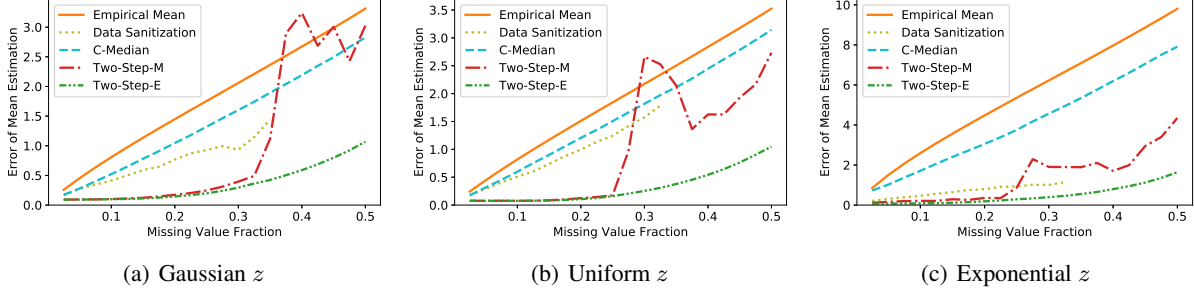 Error of Mean Estimation
3.0
2.5
2.0
1.5
1.0
0.5
0.0
Empirical Mean
Data Sanitization
C-Median
Two-Step-M
Two-Step-E
0.1 0.2 0.3 0.4 0.5
Missing Value Fraction
(a) Gaussian z
Error of Mean Estimation
3.5
3.0
2.5
2.0
1.5
1.0
0.5
0.0
Empirical Mean
Data Sanitization
C-Median
Two-Step-M
Two-Step-E
0.1 0.2 0.3 0.4 0.5
Missing Value Fraction
(b) Uniform z
Error of Mean Estimation
10
8
6
4
2
0
Empirical Mean
Data Sanitization
C-Median
Two-Step-M
Two-Step-E
0.1 0.2 0.3 0.4 0.5
Missing Value Fraction
(c) Exponential z